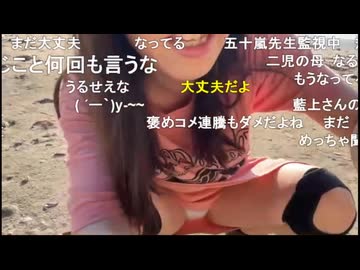 まだ大丈夫 なってる 五十嵐先生監視中
じこと何回も言うな 二児の母 なる
もうなって
うるせえな 大丈夫だよ
( ´ー`)y-~~ 藍上さんの
褒めコメ連騰もダメだよね まだ
めっちゃ